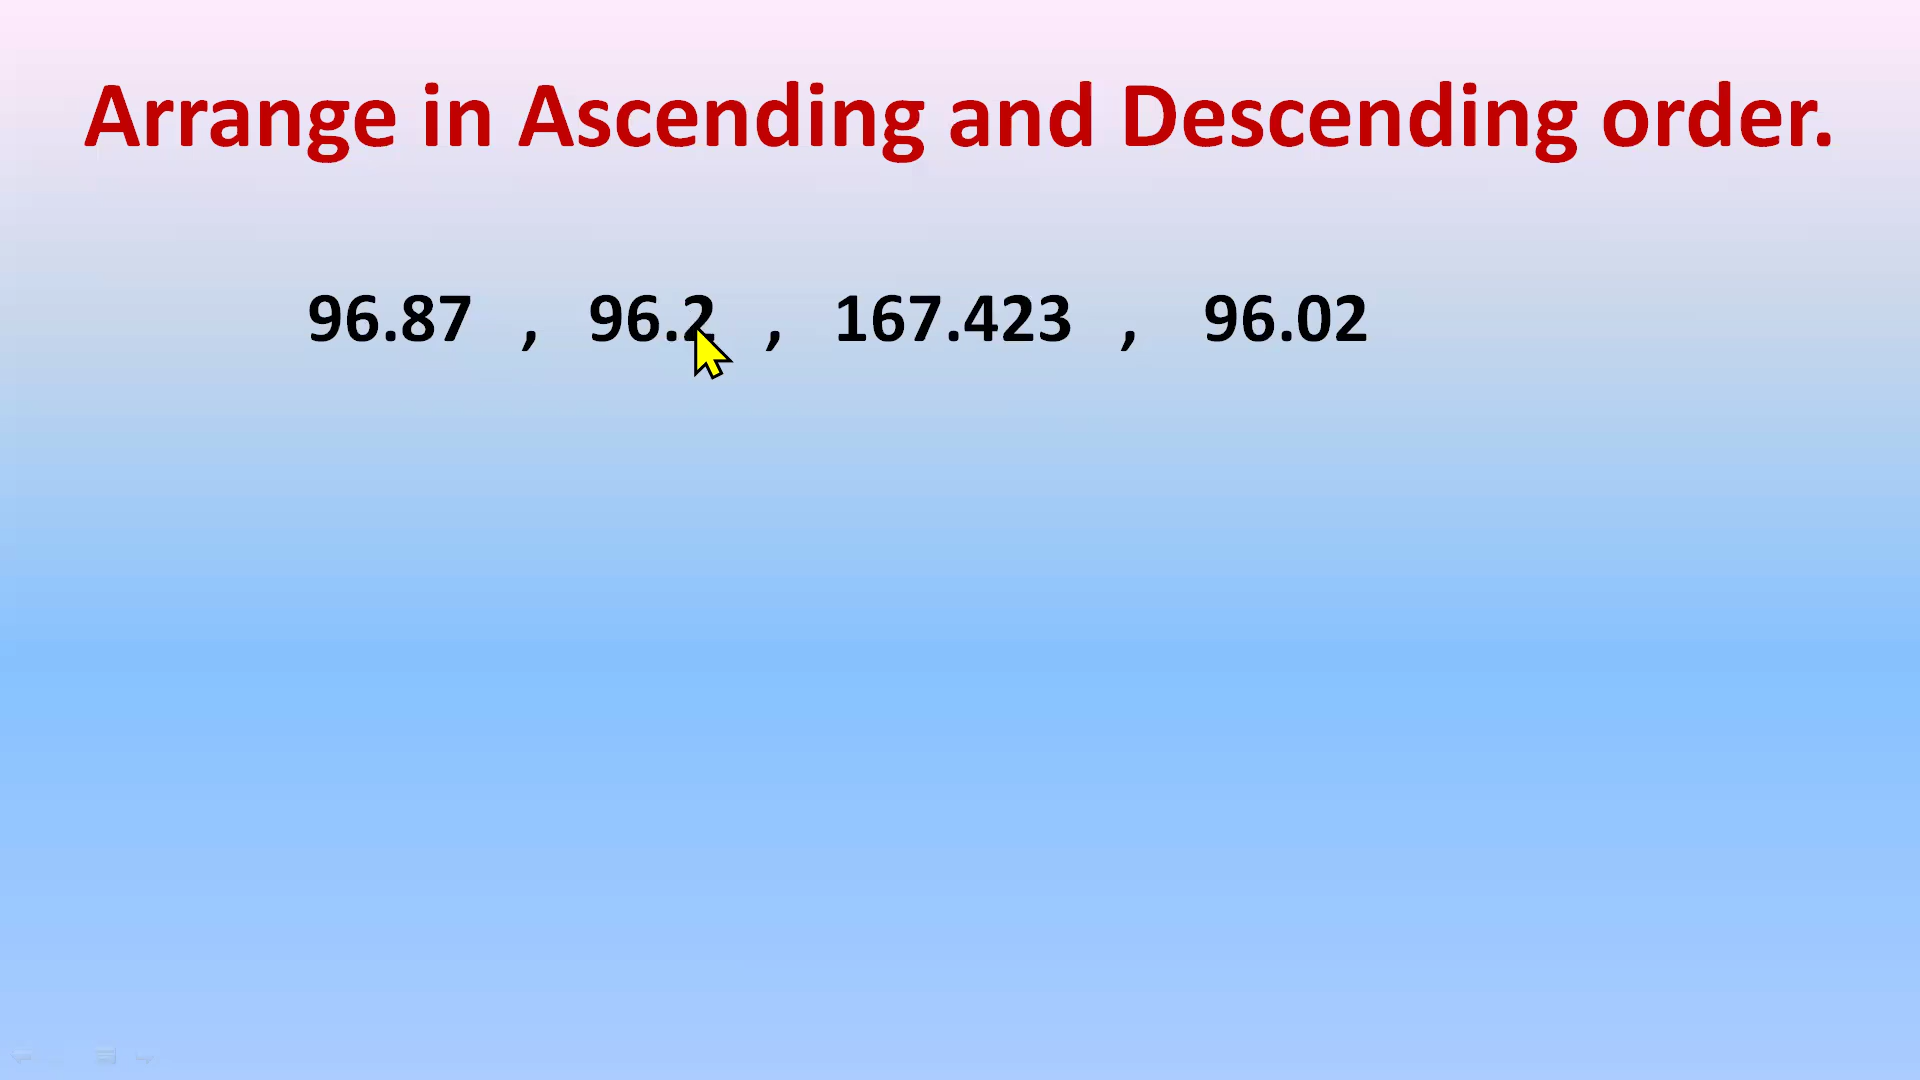 Arrange in Ascending and Descending order.
96.87 , 96.2 , 167.423 , 96.02